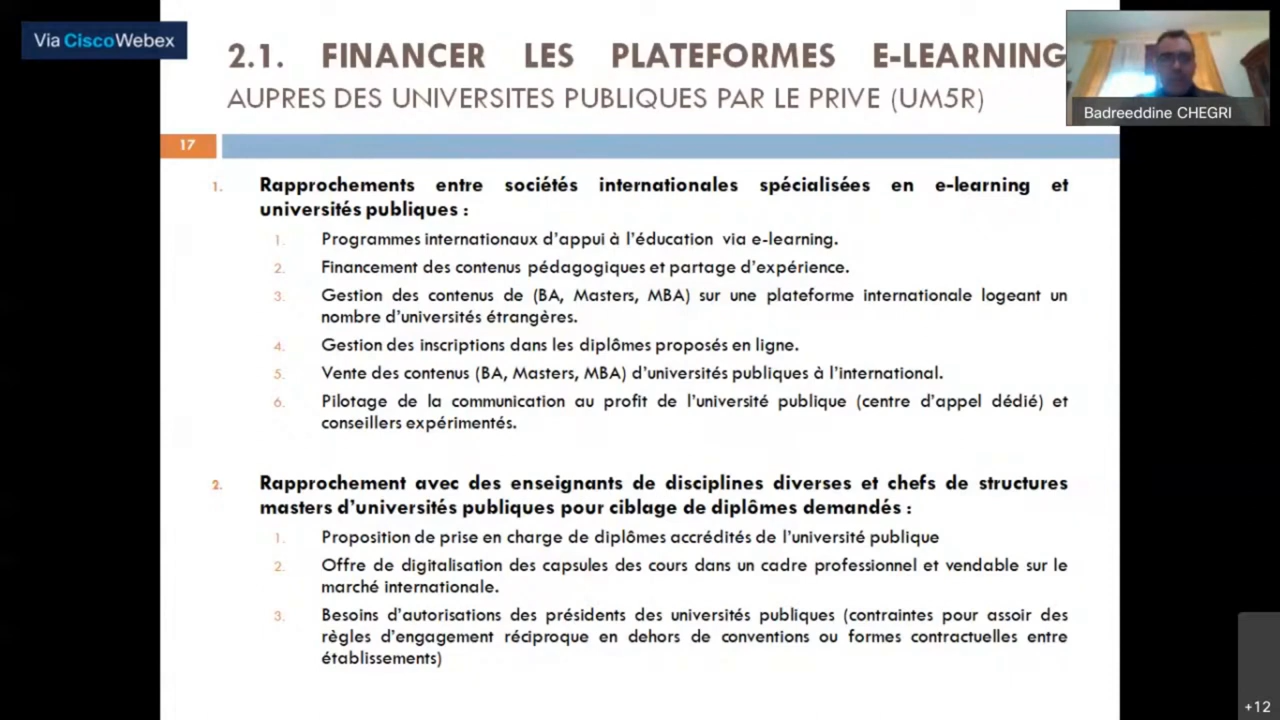 Via Cisco Webex
2.1. FINANCER LES PLATEFORMES E-LEARNING
AUPRES DES UNIVERSITES PUBLIQUES PAR LE PRIVE (UM5R)
Badreeddine CHEGRI
17
1. Rapprochements entre sociétés internationales spécialisées en e-learning et
universités publiques :
1. Programmes internationaux d'appui à l'éducation via e-learning.
2. Financement des contenus pédagogiques et partage d'expérience.
3. Gestion des contenus de (BA, Masters, MBA) sur une plateforme internationale logeant un
nombre d'universités étrangères.
4. Gestion des inscriptions dans les diplômes proposés en ligne.
5. Vente des contenus (BA, Masters, MBA) d'universités publiques à l'international.
6. Pilotage de la communication au profit de l'université publique (centre d'appel dédié) et
conseillers expérimentés.
2. Rapprochement avec des enseignants de disciplines diverses et chefs de structures
masters d'universités publiques pour ciblage de diplômes demandés :
1. Proposition de prise en charge de diplômes accrédités de l'université publique
2. Offre de digitalisation des capsules des cours dans un cadre professionnel et vendable sur le
marché internationale.
3. Besoins d'autorisations des présidents des universités publiques (contraintes pour assoir des
règles d'engagement réciproque en dehors de conventions ou formes contractuelles entre
établissements)
+12